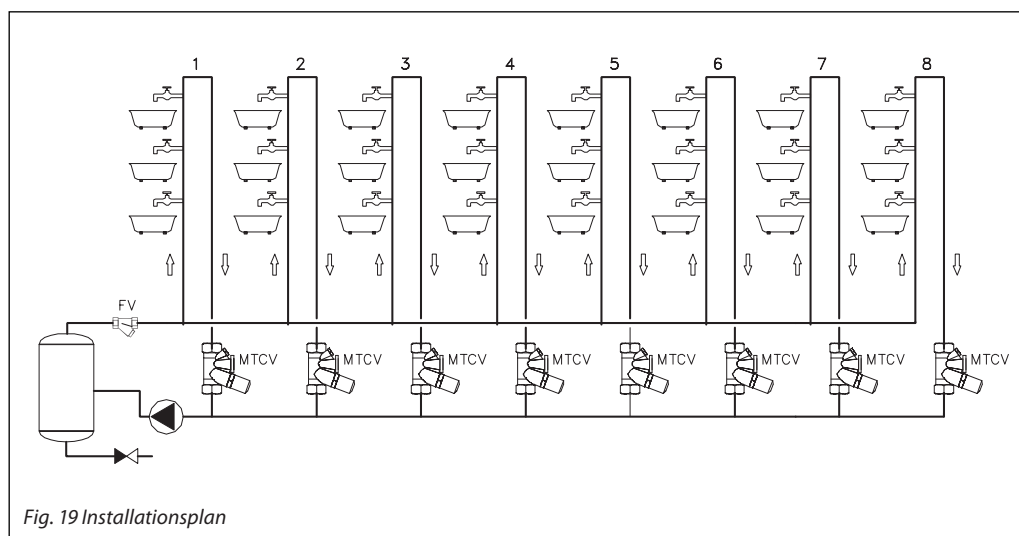 1 2 3 4 5 6 7 8
FV
MTCV MTCV MTCV MTCV MTCV MTCV MTCV MTCV
Fig. 19 Installationsplan